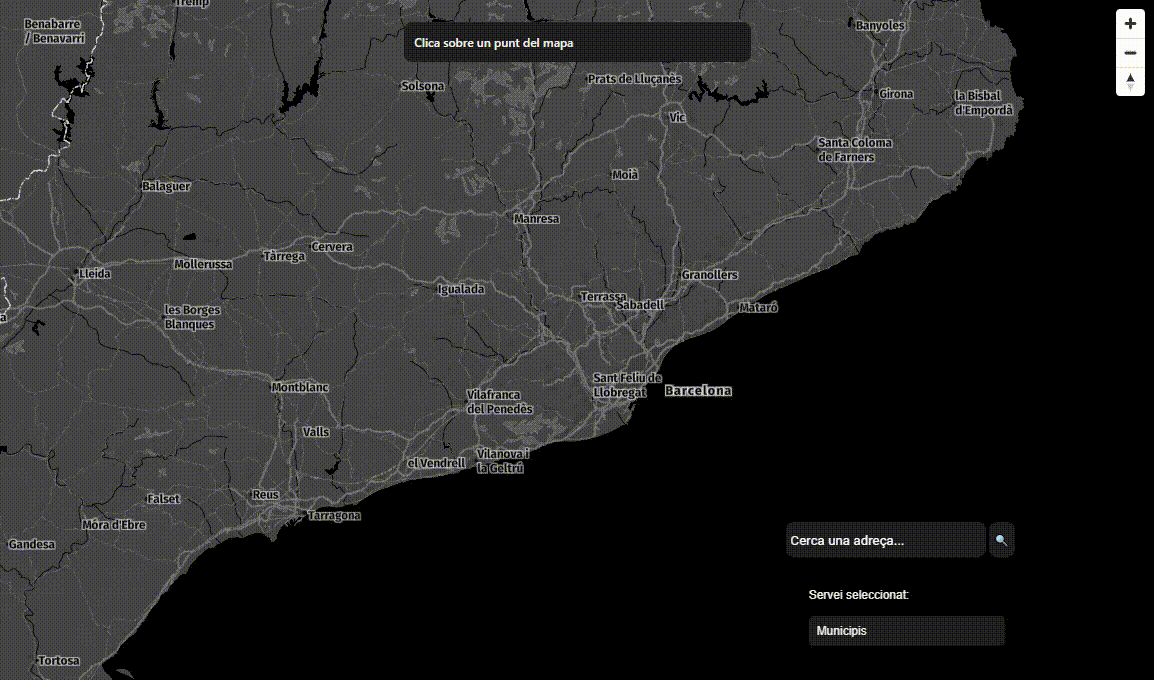 Tremp
Benabarre
/ Benavarri
Clica sobre un punt del mapa
Banyoles
Solsona
Prats de Lluçanès
Girona
la Bisbal
d'Empordà
Vic
Santa Coloma
de Farners
Moià
Balaguer
Manresa
Cervera
Tàrrega
Mollerussa
Lleida
Granollers
Igualada
Terrassa
Sabadell
Mataró
les Borges
Blanques
a
Sant Feliu de
Llobregat
Barcelona
Montblanc
Vilafranca
del Penedès
Valls
Vilanova i
la Geltrú
el Vendrell
Reus
Falset
Tarragona
Móra d'Ebre
Gandesa
Cerca una adreça...
Servei seleccionat:
Municipis
Tortosa